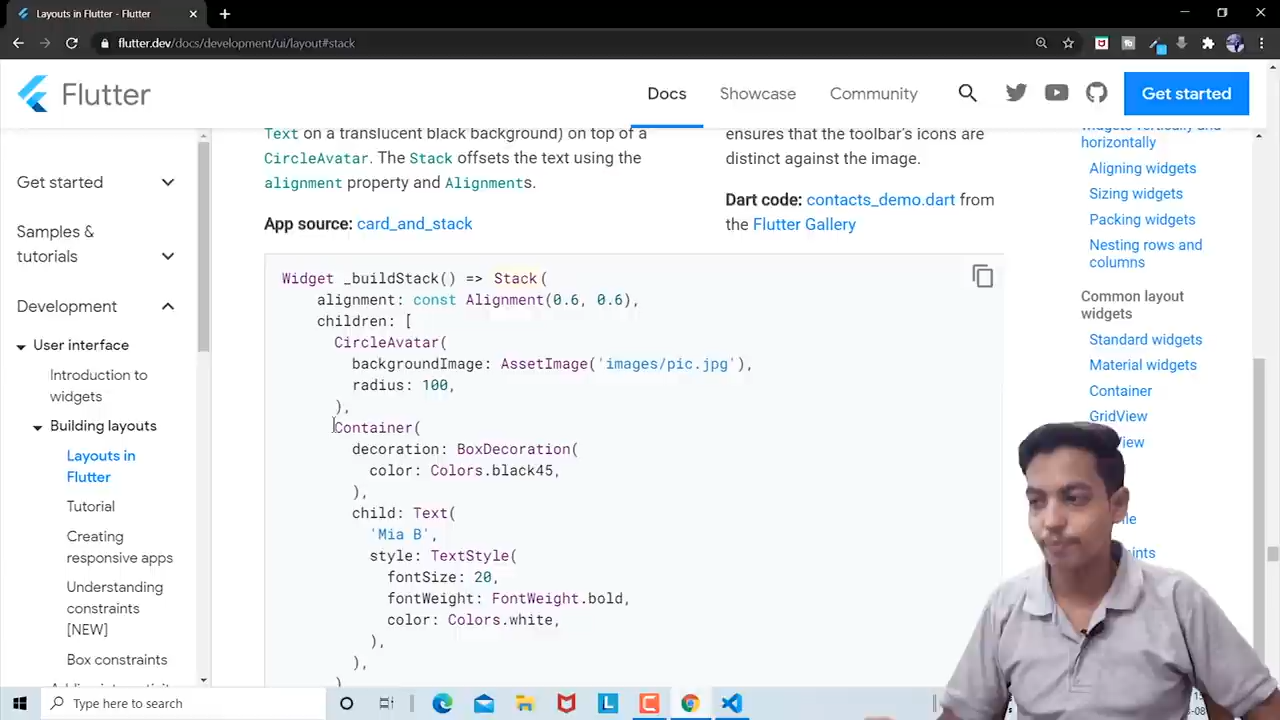 Layouts in Flutter - Flutter
flutter.dev/docs/development/ui/layout#stack
Flutter
Docs
Showcase
Community
Get started
Get started
Samples &
tutorials
Development
User interface
Introduction to
widgets
Building layouts
Layouts in
Flutter
Tutorial
Creating
responsive apps
Understanding
constraints
[NEW]
Box constraints
Text on a translucent black background) on top of a
CircleAvatar. The Stack offsets the text using the
alignment property and Alignments.
App source: card_and_stack
ensures that the toolbar's icons are
distinct against the image.
Dart code: contacts_demo.dart from
the Flutter Gallery
Widget _buildStack() => Stack(
alignment: const Alignment(0.6, 0.6),
children: [
CircleAvatar(
backgroundImage: AssetImage('images/pic.jpg'),
radius: 100,
),
Container(
decoration: BoxDecoration(
color: Colors.black45,
),
child: Text(
'Mia B',
style: TextStyle(
fontSize: 20,
fontWeight: FontWeight.bold,
color: Colors.white,
),
),
)
widgets vertically and
horizontally
Aligning widgets
Sizing widgets
Packing widgets
Nesting rows and
columns
Common layout
widgets
Standard widgets
Material widgets
Container
GridView
Type here to search